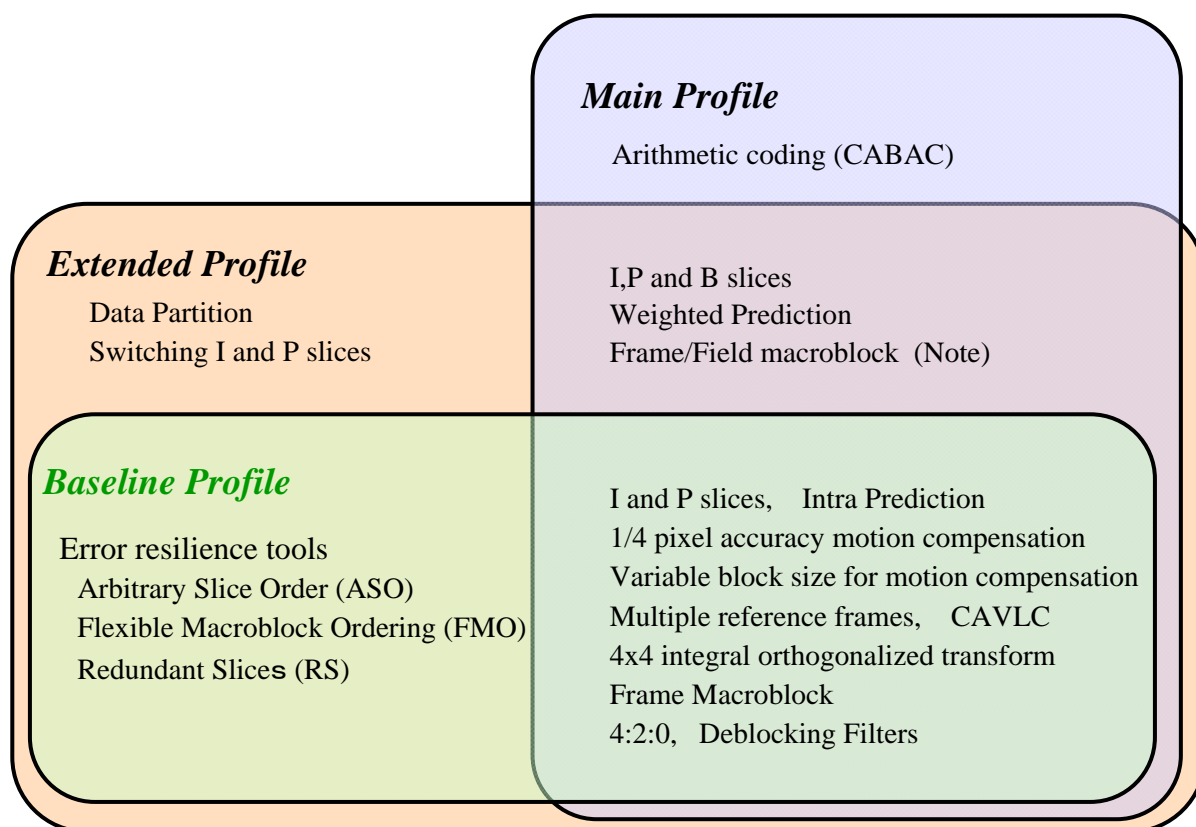 Main Profile
Arithmetic coding (CABAC)
Extended Profile
Data Partition
Switching I and P slices
I,P and B slices
Weighted Prediction
Frame/Field macroblock (Note)
Baseline Profile
Error resilience tools
Arbitrary Slice Order (ASO)
Flexible Macroblock Ordering (FMO)
Redundant Slices (RS)
I and P slices, Intra Prediction
1/4 pixel accuracy motion compensation
Variable block size for motion compensation
Multiple reference frames, CAVLC
4x4 integral orthogonalized transform
Frame Macroblock
4:2:0, Deblocking Filters